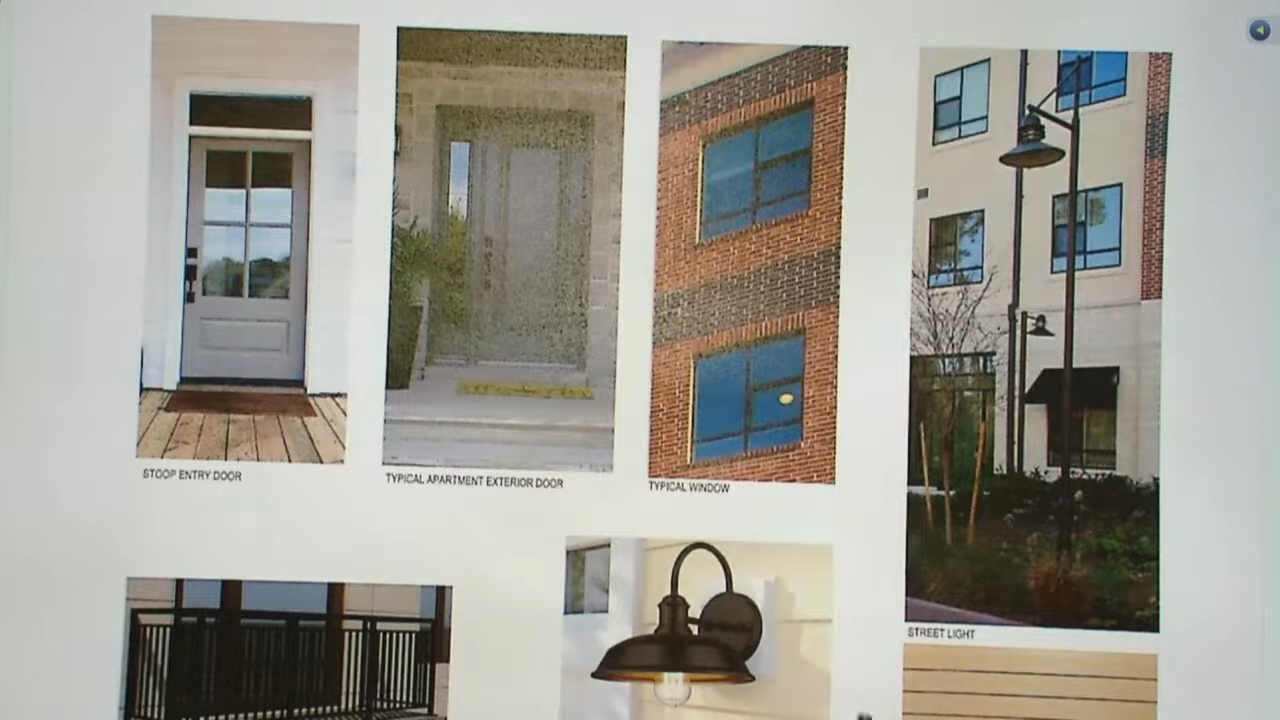 STOOP ENTRY DOOR
TYPICAL APARTMENT EXTERIOR DOOR
TYPICAL WINDOW
STREET LIGHT